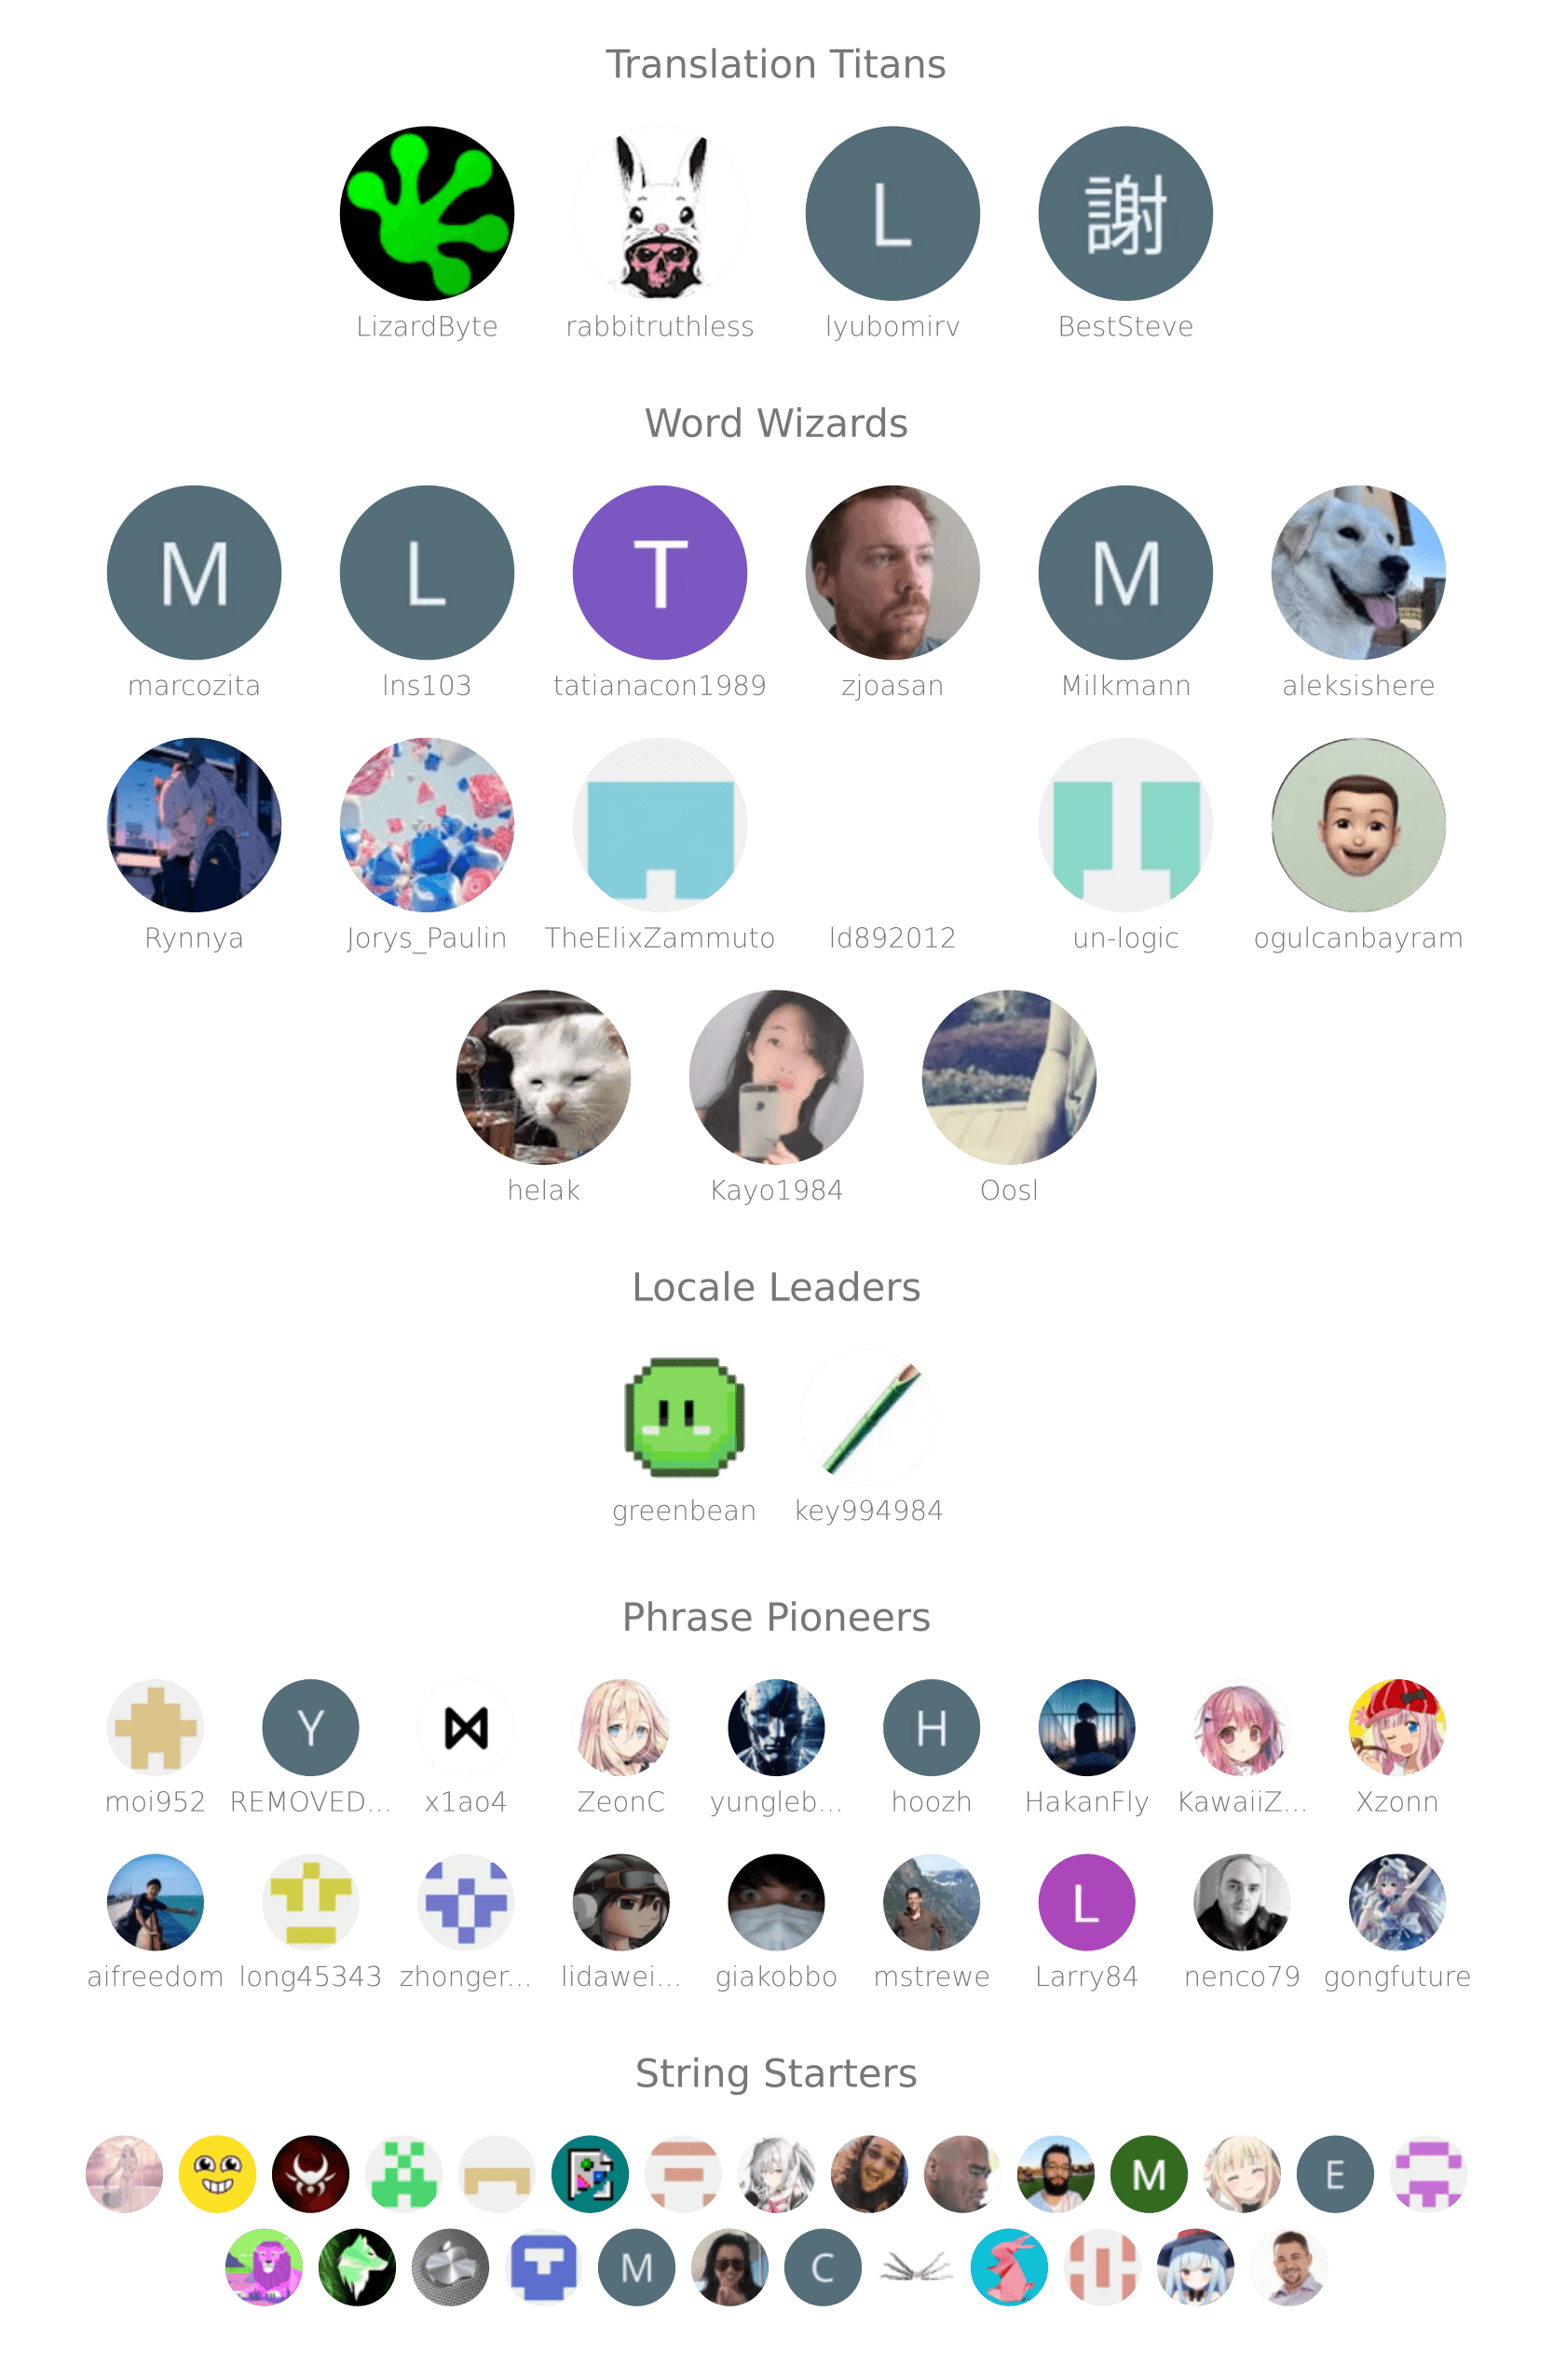 Translation Titans
L 謝
LizardByte rabbitruthless lyubomirv BestSteve
Word Wizards
M L T M
marcozita lns103 tatianacon1989 zjoasan Milkmann aleksishere
Rynnya Jorys_Paulin TheElixZammuto ld892012 un-logic ogulcanbayram
helak Kayo1984 Oosl
Locale Leaders
greenbean key994984
Phrase Pioneers
Y H
moi952 REMOVED... x1ao4 ZeonC yungleb... hoozh HakanFly KawaiiZ... Xzonn
L
aifreedom long45343 zhonger... lidawei... giakobbo mstrewe Larry84 nenco79 gongfuture
String Starters
M E
M C